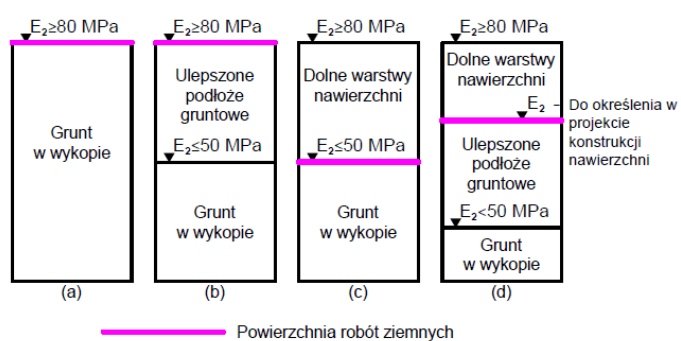 E₂≥80 MPa
Grunt
w wykopie
(a)
E₂≥80 MPa
Ulepszone
podłoże
gruntowe
E₂≤50 MPa
Grunt
w wykopie
(b)
E₂≥80 MPa
Dolne warstwy
nawierzchni
E₂≤50 MPa
Grunt
w wykopie
(c)
E₂≥80 MPa
Dolne warstwy
nawierzchni
E₂ - Do określenia w
projekcie
konstrukcji
nawierzchni
Ulepszone
podłoże
gruntowe
E₂<50 MPa
Grunt
w wykopie
(d)
Powierzchnia robót ziemnych